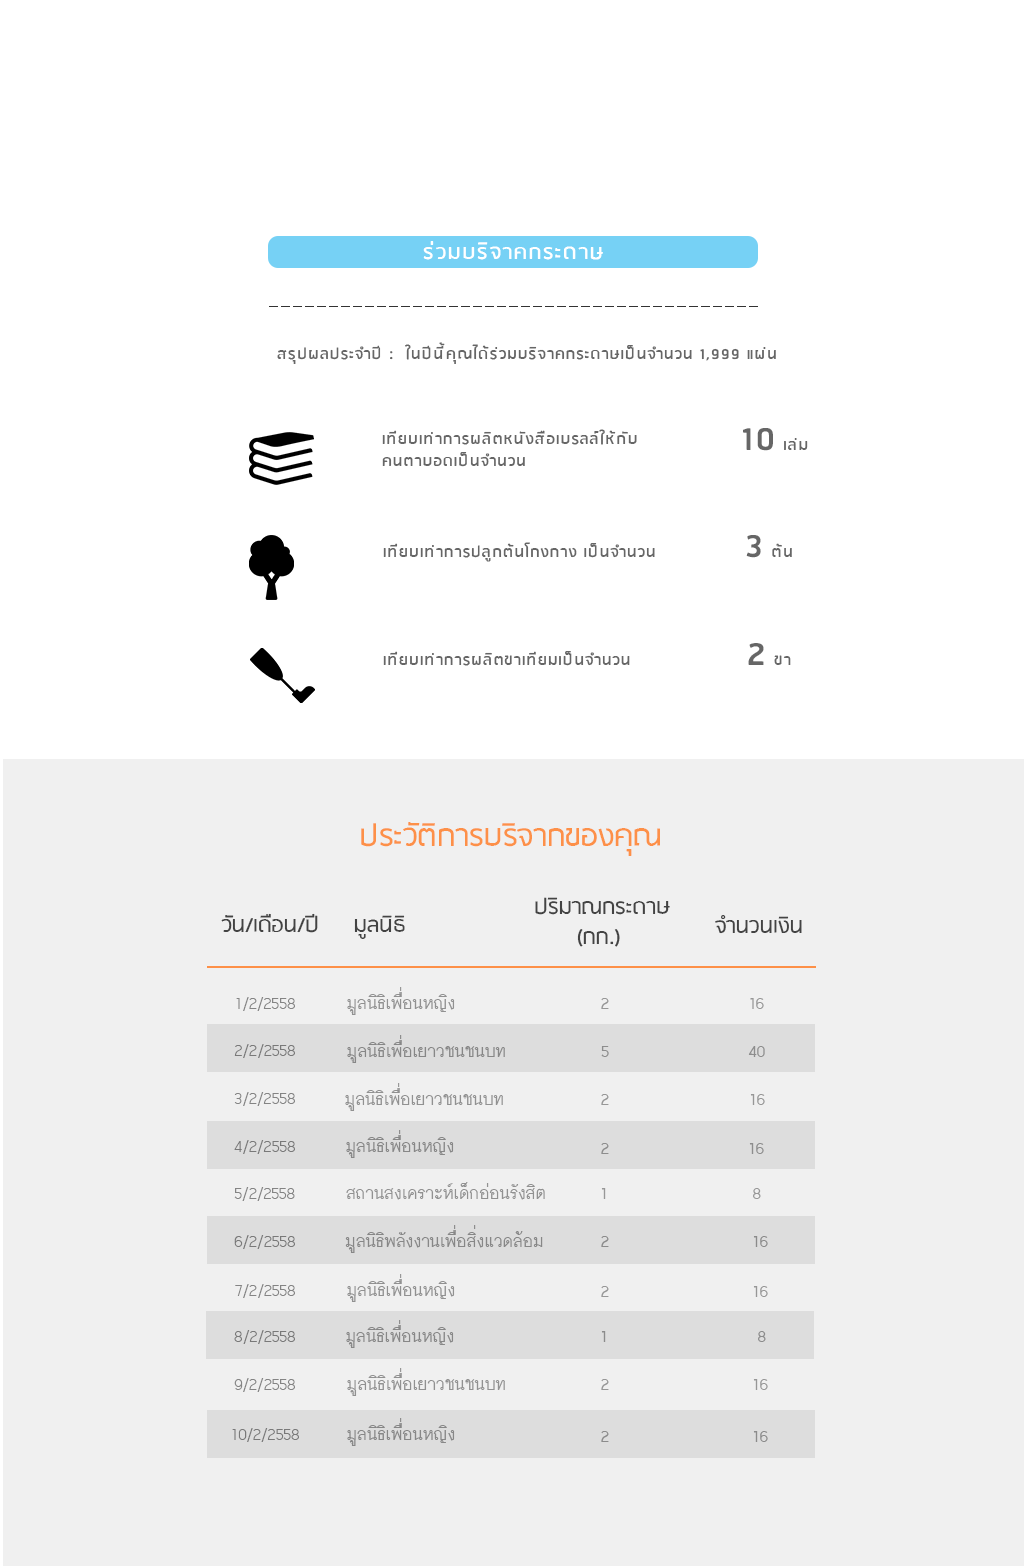 ร่วมบริจาคกระดาษ
สรุปผลประจำปี : ในปีนี้คุณได้ร่วมบริจาคกระดาษเป็นจำนวน 1,999 แผ่น
เทียบเท่าการผลิตหนังสือเบรลล์ให้กับ
คนตาบอดเป็นจำนวน
10 เล่ม
เทียบเท่าการปลูกต้นโกงกาง เป็นจำนวน 3 ต้น
เทียบเท่าการผลิตขาเทียมเป็นจำนวน 2 ขา
ประวัติการบริจากของคุณ
วัน/เดือน/ปี มูลนิธิ ปริมาณกระดาษ (กก.) จำนวนเงิน
1/2/2558 มูลนิธิเพื่อนหญิง 2 16
2/2/2558 มูลนิธิเพื่อเยาวชนชนบท 5 40
3/2/2558 มูลนิธิเพื่อเยาวชนชนบท 2 16
4/2/2558 มูลนิธิเพื่อนหญิง 2 16
5/2/2558 สถานสงเคราะห์เด็กอ่อนรังสิต 1 8
6/2/2558 มูลนิธิพลังงานเพื่อสิ่งแวดล้อม 2 16
7/2/2558 มูลนิธิเพื่อนหญิง 2 16
8/2/2558 มูลนิธิเพื่อนหญิง 1 8
9/2/2558 มูลนิธิเพื่อเยาวชนชนบท 2 16
10/2/2558 มูลนิธิเพื่อนหญิง 2 16